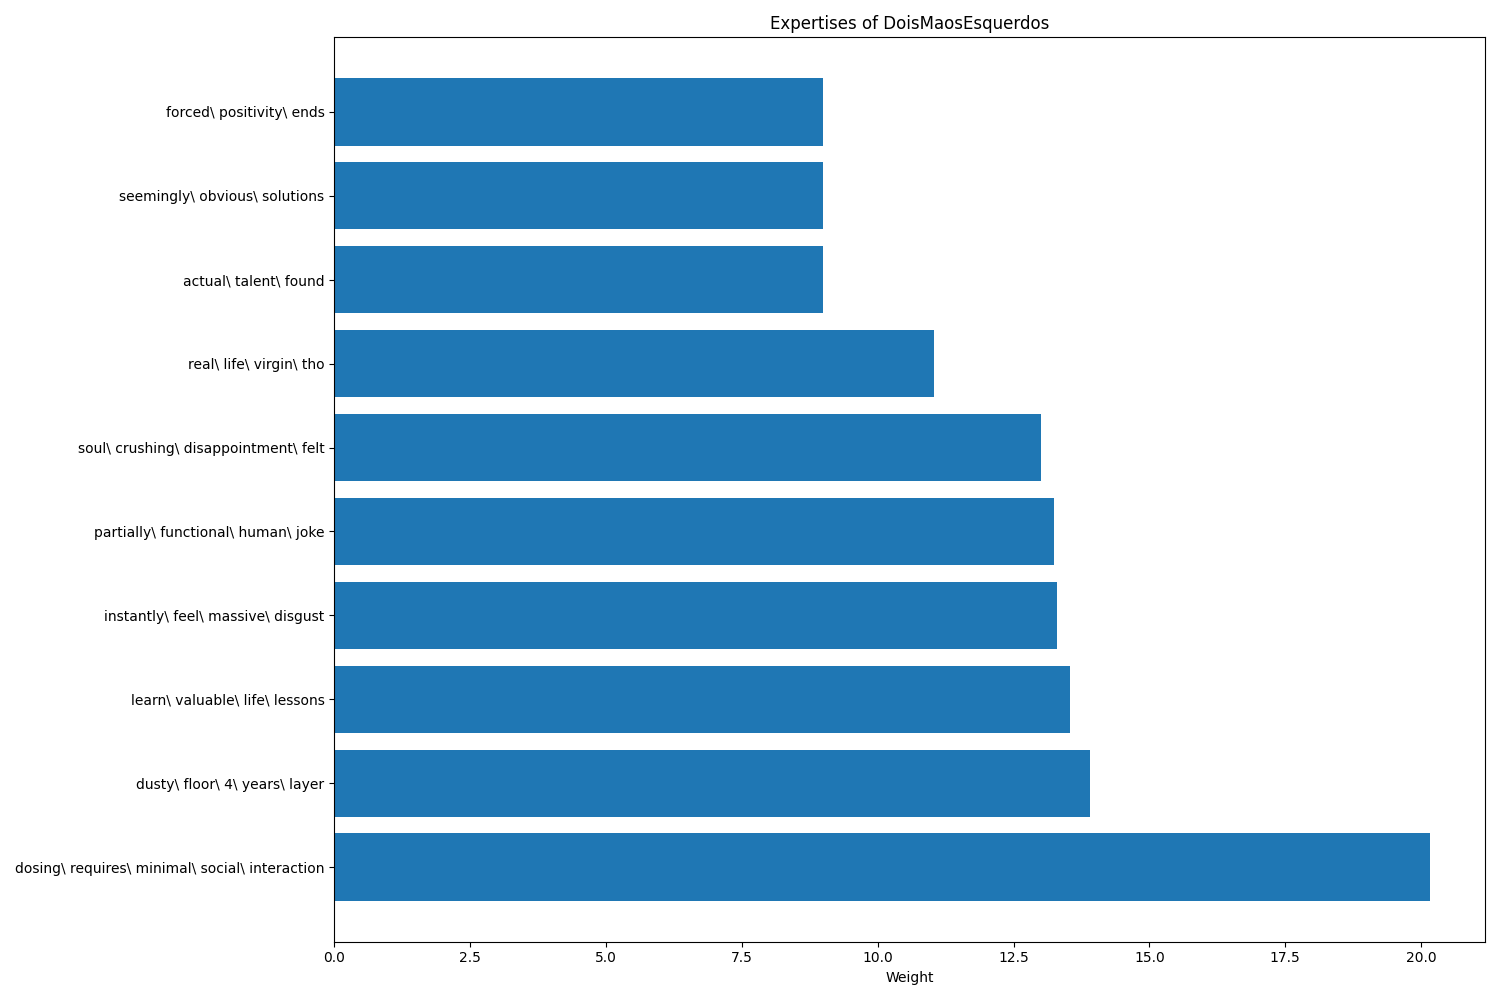 Expertises of DoisMaosEsquerdos
forced\ positivity\ ends
seemingly\ obvious\ solutions
actual\ talent\ found
real\ life\ virgin\ tho
soul\ crushing\ disappointment\ felt
partially\ functional\ human\ joke
instantly\ feel\ massive\ disgust
learn\ valuable\ life\ lessons
dusty\ floor\ 4\ years\ layer
dosing\ requires\ minimal\ social\ interaction
0.0 2.5 5.0 7.5 10.0 12.5 15.0 17.5 20.0
Weight